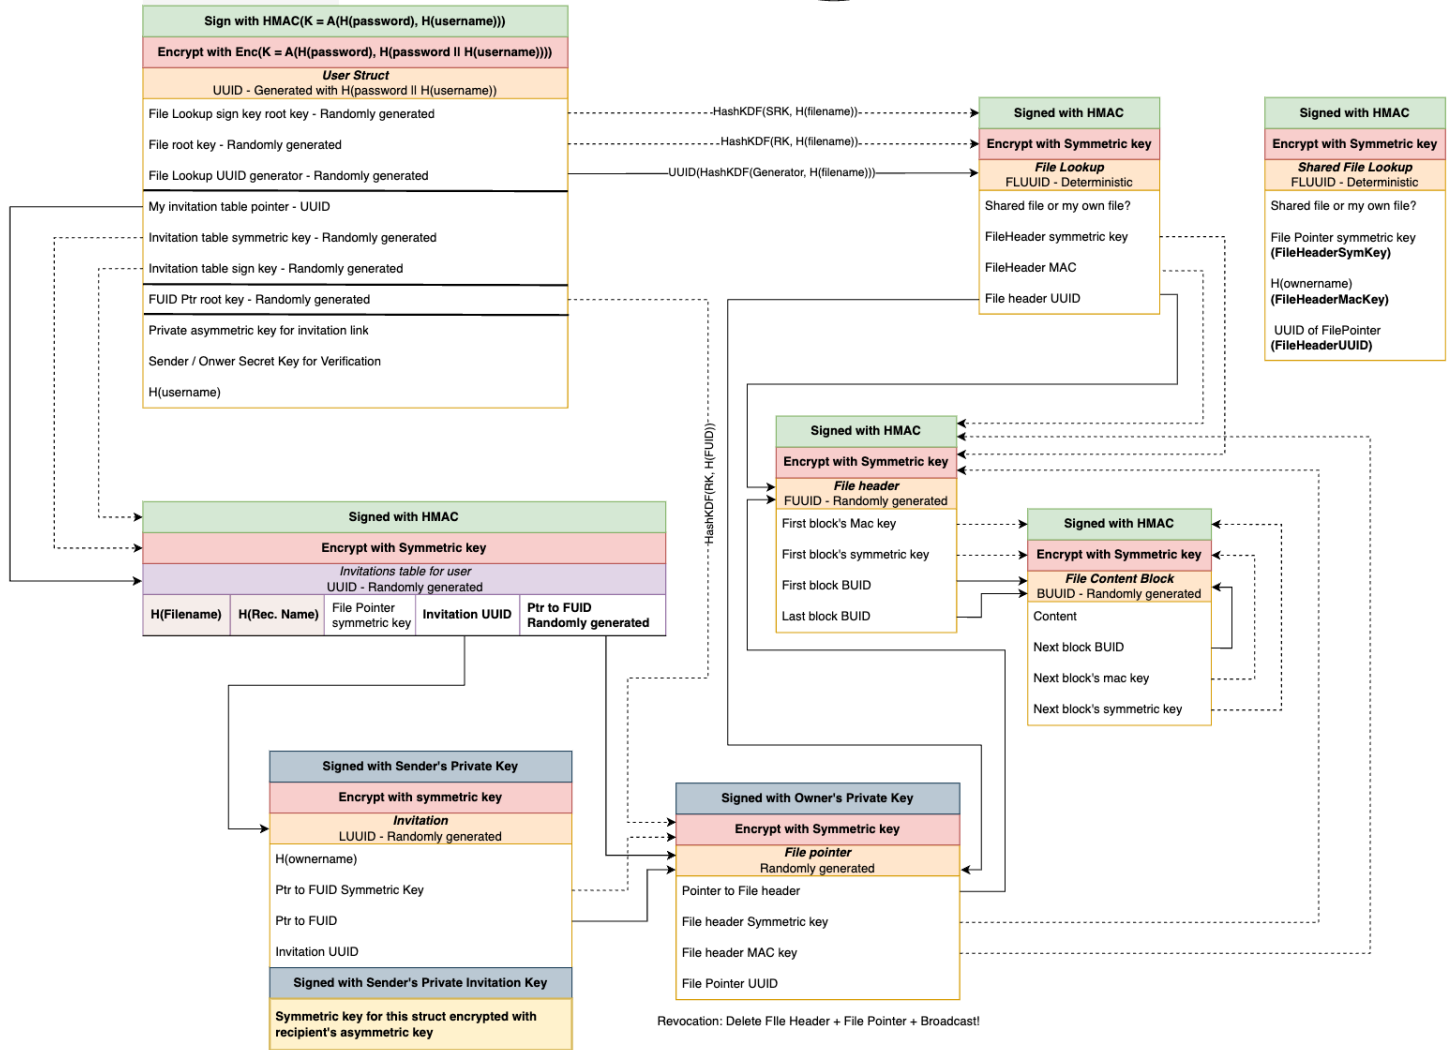 Sign with HMAC(K = A(H(password), H(username)))
Encrypt with Enc(K = A(H(password), H(password ll H(username))))
User Struct
UUID - Generated with H(password ll H(username))
File Lookup sign key root key - Randomly generated
File root key - Randomly generated
File Lookup UUID generator - Randomly generated
My invitation table pointer - UUID
Invitation table symmetric key - Randomly generated
Invitation table sign key - Randomly generated
FUID Ptr root key - Randomly generated
Private asymmetric key for invitation link
Sender / Onwer Secret Key for Verification
H(username)
HashKDF(SRK, H(filename))
HashKDF(RK, H(filename))
UUID(HashKDF(Generator, H(filename)))
Signed with HMAC
Encrypt with Symmetric key
File Lookup
FLUUID - Deterministic
Shared file or my own file?
FileHeader symmetric key
FileHeader MAC
File header UUID
Signed with HMAC
Encrypt with Symmetric key
Shared File Lookup
FLUUID - Deterministic
Shared file or my own file?
File Pointer symmetric key
(FileHeaderSymKey)
H(ownername)
(FileHeaderMacKey)
UUID of FilePointer
(FileHeaderUUID)
HashKDF(RK, H(FUID))
Signed with HMAC
Encrypt with Symmetric key
File header
FUUID - Randomly generated
First block's Mac key
First block's symmetric key
First block BUID
Last block BUID
Signed with HMAC
Encrypt with Symmetric key
File Content Block
BUUID - Randomly generated
Content
Next block BUID
Next block's mac key
Next block's symmetric key
Signed with HMAC
Encrypt with Symmetric key
Invitations table for user
UUID - Randomly generated
H(Filename)
H(Rec. Name)
File Pointer
symmetric key
Invitation UUID
Ptr to FUID
Randomly generated
Signed with Sender's Private Key
Encrypt with symmetric key
Invitation
LUUID - Randomly generated
H(ownername)
Ptr to FUID Symmetric Key
Ptr to FUID
Invitation UUID
Signed with Sender's Private Invitation Key
Symmetric key for this struct encrypted with
recipient's asymmetric key
Signed with Owner's Private Key
Encrypt with Symmetric key
File pointer
Randomly generated
Pointer to File header
File header Symmetric key
File header MAC key
File Pointer UUID
Revocation: Delete FIle Header + File Pointer + Broadcast!